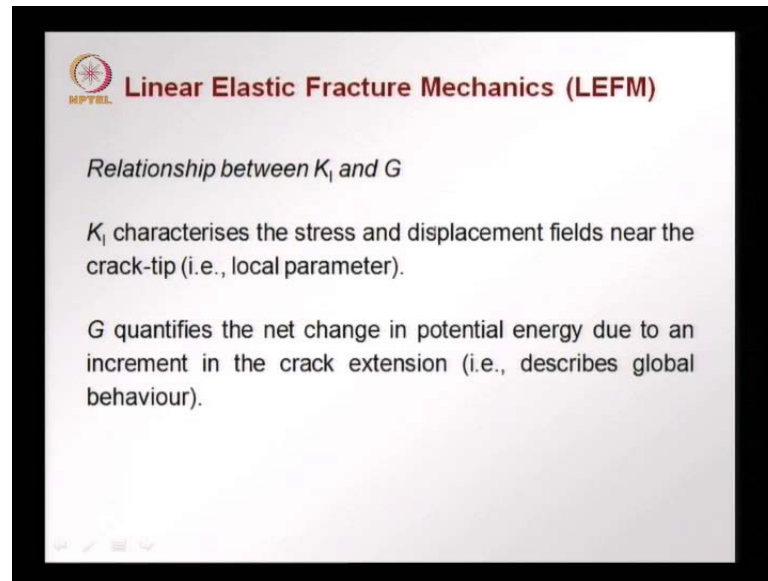 NPTEL
Linear Elastic Fracture Mechanics (LEFM)
Relationship between K_I and G
K_I characterises the stress and displacement fields near the
crack-tip (i.e., local parameter).
G quantifies the net change in potential energy due to an
increment in the crack extension (i.e., describes global
behaviour).